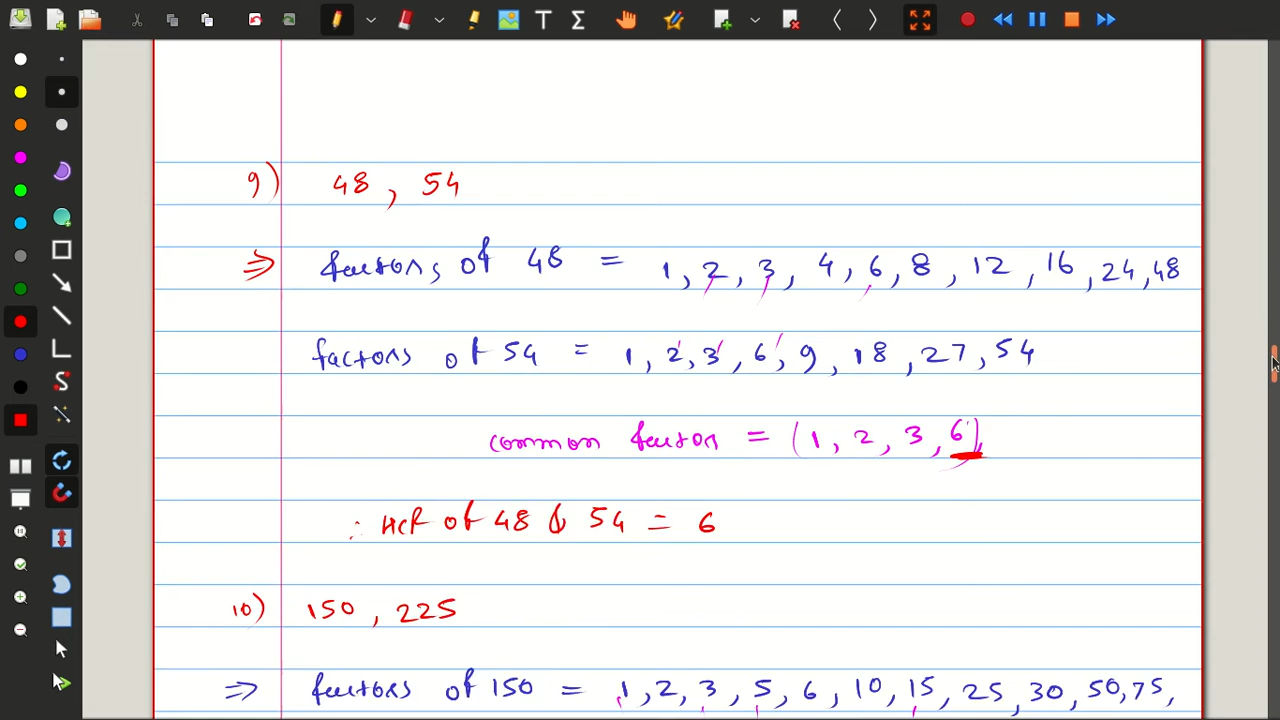 9) 48 , 54
⇒ factors of 48 = 1, 2, 3, 4, 6, 8, 12, 16, 24, 48
factors of 54 = 1, 2, 3, 6, 9, 18, 27, 54
common factor = (1, 2, 3, 6)
∴ HCF of 48 & 54 = 6
10) 150 , 225
⇒ factors of 150 = 1, 2, 3, 5, 6, 10, 15, 25, 30, 50, 75,